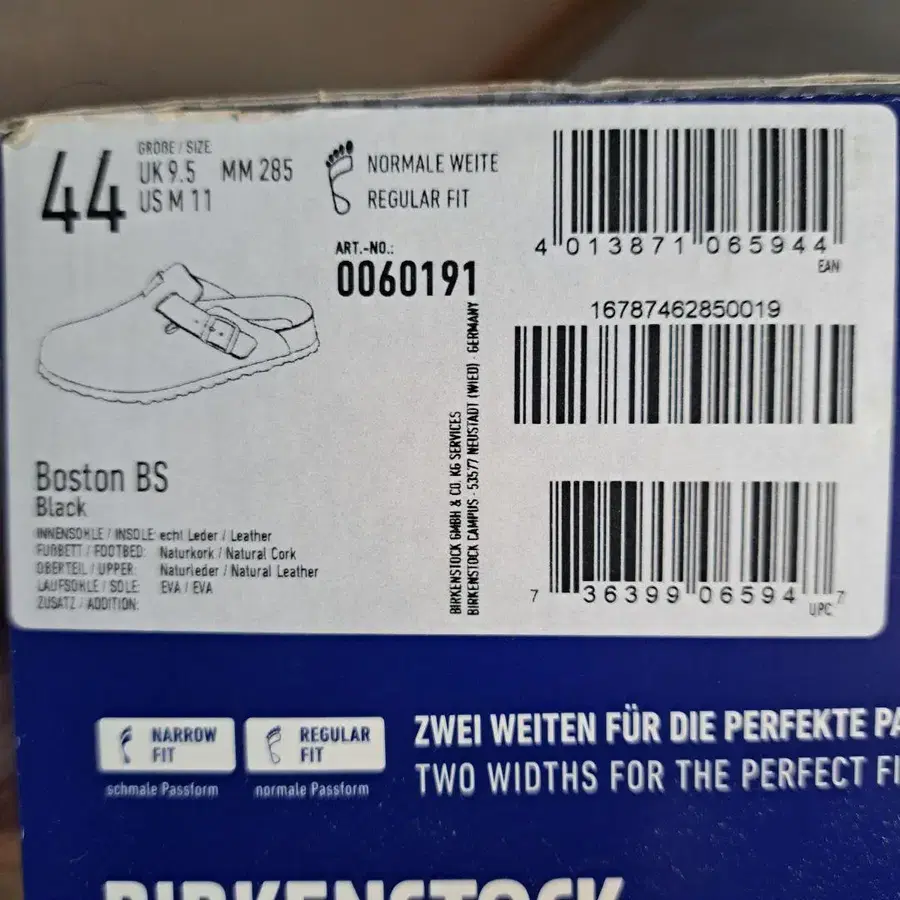 44
GRÖßE / SIZE
UK 9.5 MM 285
US M 11
NORMALE WEITE
REGULAR FIT
ART.-NO.:
0060191
4 013871 065944
EAN
16787462850019
BIRKENSTOCK GMBH & CO. KG SERVICES
BIRKENSTOCK CAMPUS · 53577 NEUSTADT (WIED) · GERMANY
Boston BS
Black
INNENSOHLE / INSOLE: echt Leder / Leather
FUßBETT / FOOTBED: Naturkork / Natural Cork
OBERTEIL / UPPER: Naturleder / Natural Leather
LAUFSOHLE / SOLE: EVA / EVA
ZUSATZ / ADDITION:
7 36399 06594 7
UPC
NARROW
FIT
schmale Passform
REGULAR
FIT
normale Passform
ZWEI WEITEN FÜR DIE PERFEKTE PA
TWO WIDTHS FOR THE PERFECT FI
BIRKENSTOCK